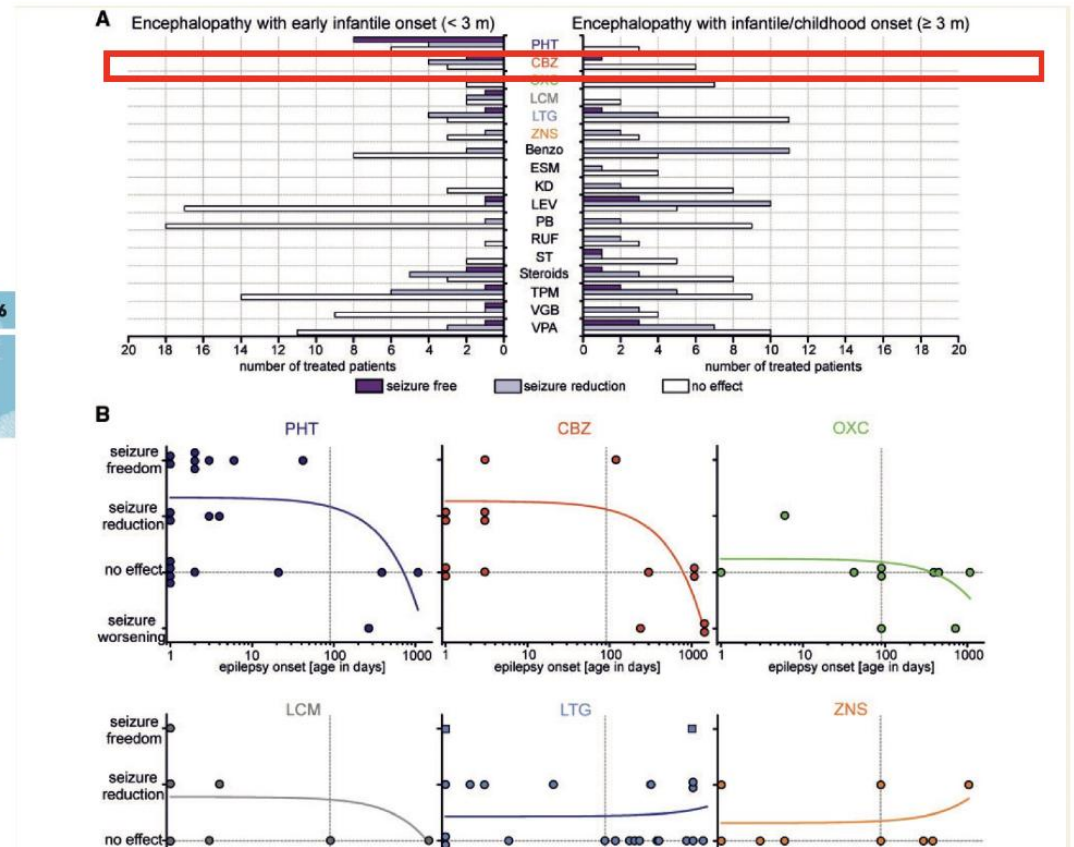 A
Encephalopathy with early infantile onset (< 3 m)
Encephalopathy with infantile/childhood onset (≥ 3 m)
PHT
CBZ
OXC
LCM
LTG
ZNS
Benzo
ESM
KD
LEV
PB
RUF
ST
Steroids
TPM
VGB
VPA
20 18 16 14 12 10 8 6 4 2 0
0 2 4 6 8 10 12 14 16 18 20
number of treated patients
number of treated patients
seizure free
seizure reduction
no effect
6
B
PHT
CBZ
OXC
seizure
freedom
seizure
reduction
no effect
seizure
worsening
1 10 100 1000
1 10 100 1000
1 10 100 1000
epilepsy onset [age in days]
epilepsy onset [age in days]
epilepsy onset [age in days]
LCM
LTG
ZNS
seizure
freedom
seizure
reduction
no effect